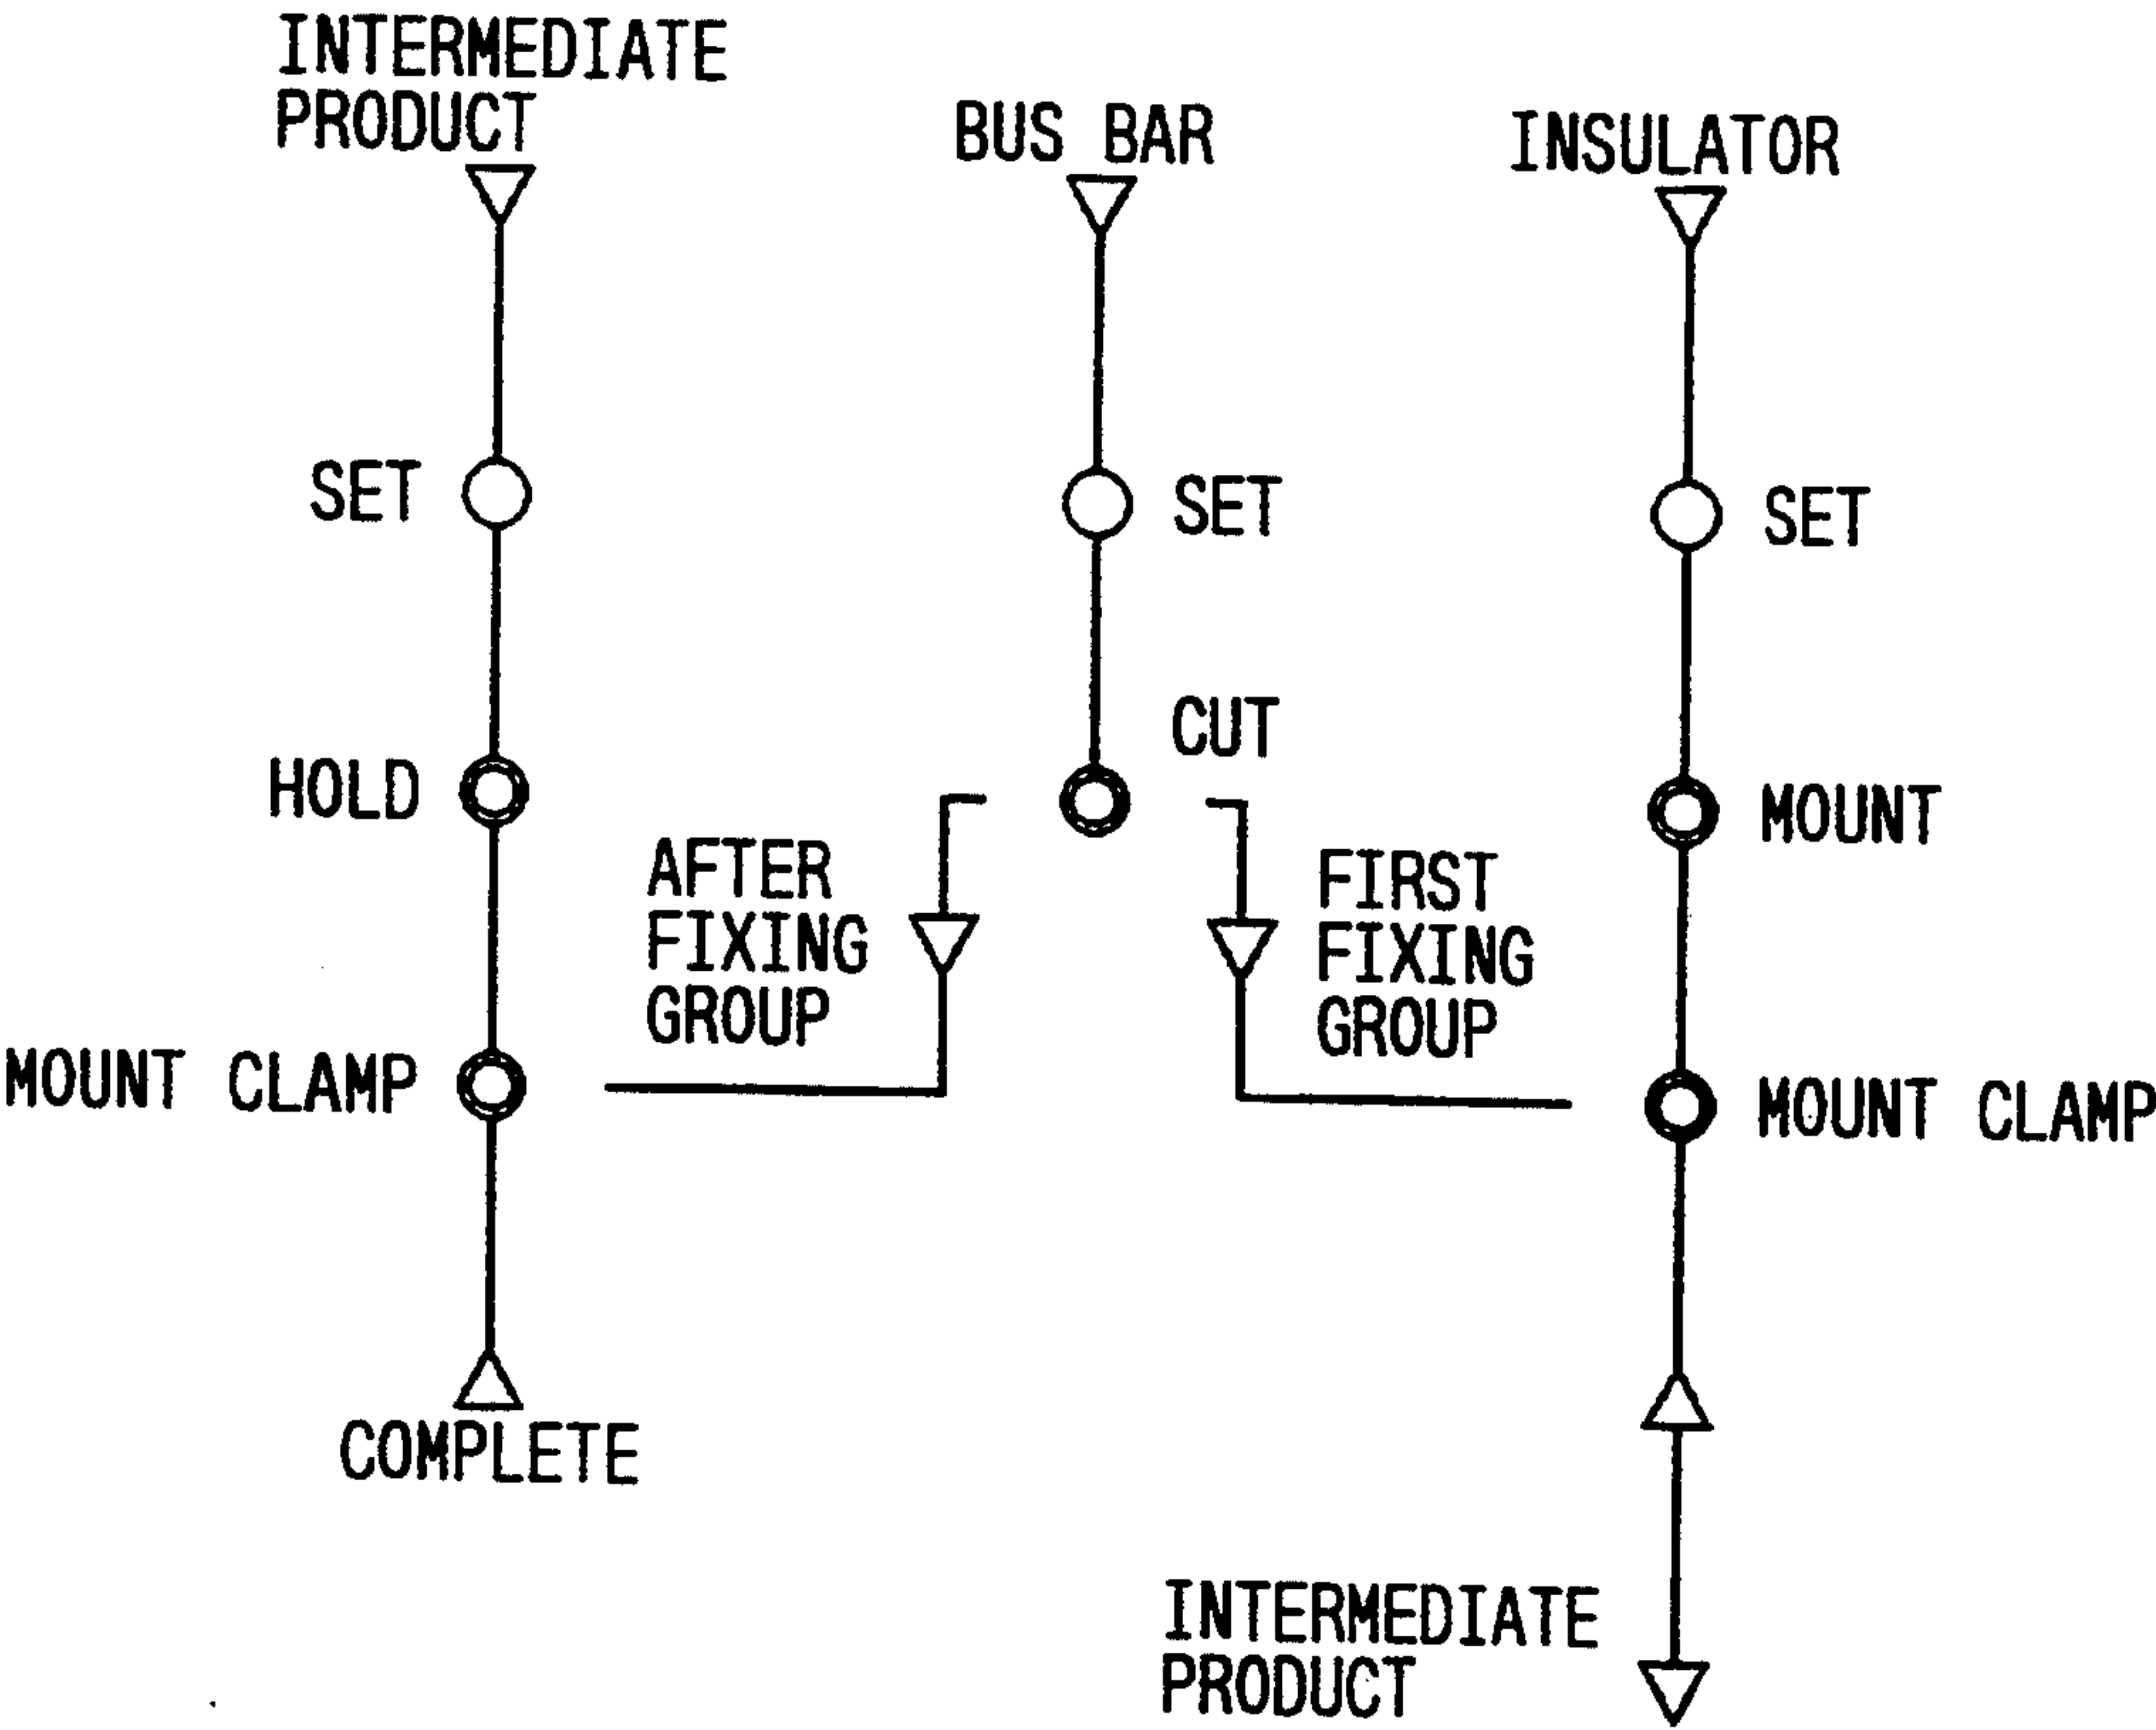 INTERMEDIATE
PRODUCT
BUS BAR
INSULATOR
SET
SET
SET
CUT
HOLD
MOUNT
AFTER
FIXING
GROUP
FIRST
FIXING
GROUP
MOUNT CLAMP
MOUNT CLAMP
COMPLETE
INTERMEDIATE
PRODUCT